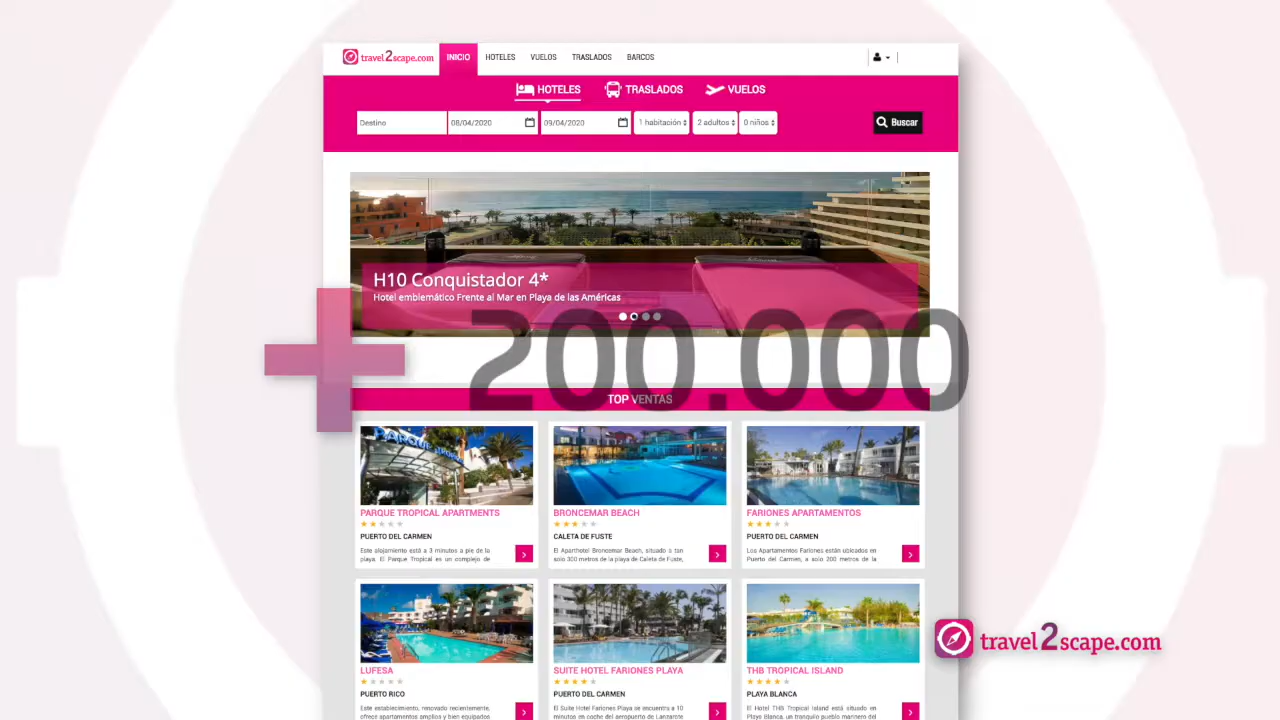 travel2scape.com INICIO HOTELES VUELOS TRASLADOS BARCOS
HOTELES TRASLADOS VUELOS
Destino 08/04/2020 09/04/2020 1 habitación 2 adultos 0 niños Buscar
H10 Conquistador 4*
Hotel emblemático Frente al Mar en Playa de las Américas
+ 200.000
TOP VENTAS
PARQUE TROPICAL
PARQUE TROPICAL APARTMENTS
PUERTO DEL CARMEN
Este alojamiento está a 3 minutos a pie de la
playa. El Parque Tropical es un complejo de
BRONCEMAR BEACH
CALETA DE FUSTE
El Aparthotel Broncemar Beach, situado a tan
solo 300 metros de la playa de Caleta de Fuste,
FARIONES APARTAMENTOS
PUERTO DEL CARMEN
Los Apartamentos Fariones están ubicados en
Puerto del Carmen, a solo 200 metros de la
LUFESA
PUERTO RICO
Este establecimiento, renovado recientemente,
ofrece apartamentos amplios y bien equipados
SUITE HOTEL FARIONES PLAYA
PUERTO DEL CARMEN
El Suite Hotel Fariones Playa se encuentra a 10
minutos en coche del aeropuerto de Lanzarote
THB TROPICAL ISLAND
PLAYA BLANCA
El Hotel THB Tropical Island está situado en
Playa Blanca, un tranquilo pueblo marinero del
travel2scape.com